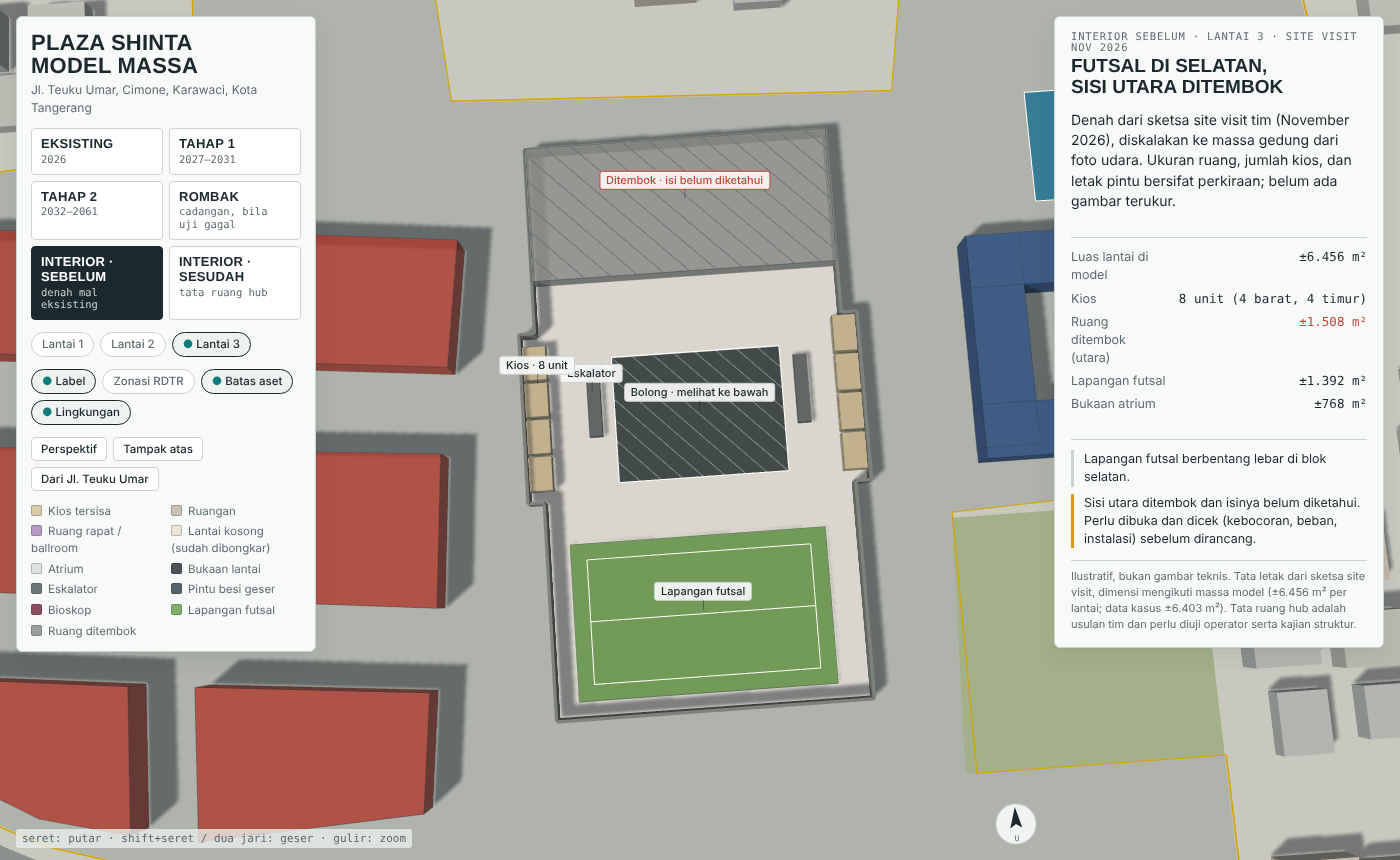 PLAZA SHINTA
MODEL MASSA
Jl. Teuku Umar, Cimone, Karawaci, Kota
Tangerang
EKSISTING
2026
TAHAP 1
2027–2031
TAHAP 2
2032–2061
ROMBAK
cadangan, bila
uji gagal
INTERIOR ·
SEBELUM
denah mal
eksisting
INTERIOR ·
SESUDAH
tata ruang hub
Lantai 1
Lantai 2
Lantai 3
Label
Zonasi RDTR
Batas aset
Lingkungan
Perspektif
Tampak atas
Dari Jl. Teuku Umar
Kios tersisa
Ruangan
Ruang rapat /
ballroom
Lantai kosong
(sudah dibongkar)
Atrium
Bukaan lantai
Eskalator
Pintu besi geser
Bioskop
Lapangan futsal
Ruang ditembok
seret: putar · shift+seret / dua jari: geser · gulir: zoom
Ditembok · isi belum diketahui
Kios · 8 unit
Eskalator
Bolong · melihat ke bawah
Lapangan futsal
U
INTERIOR SEBELUM · LANTAI 3 · SITE VISIT
NOV 2026
FUTSAL DI SELATAN,
SISI UTARA DITEMBOK
Denah dari sketsa site visit tim (November
2026), diskalakan ke massa gedung dari
foto udara. Ukuran ruang, jumlah kios, dan
letak pintu bersifat perkiraan; belum ada
gambar terukur.
Luas lantai di
model
±6.456 m²
Kios
8 unit (4 barat, 4 timur)
Ruang
ditembok
(utara)
±1.508 m²
Lapangan futsal
±1.392 m²
Bukaan atrium
±768 m²
Lapangan futsal berbentang lebar di blok
selatan.
Sisi utara ditembok dan isinya belum diketahui.
Perlu dibuka dan dicek (kebocoran, beban,
instalasi) sebelum dirancang.
Ilustratif, bukan gambar teknis. Tata letak dari sketsa site
visit, dimensi mengikuti massa model (±6.456 m² per
lantai; data kasus ±6.403 m²). Tata ruang hub adalah
usulan tim dan perlu diuji operator serta kajian struktur.